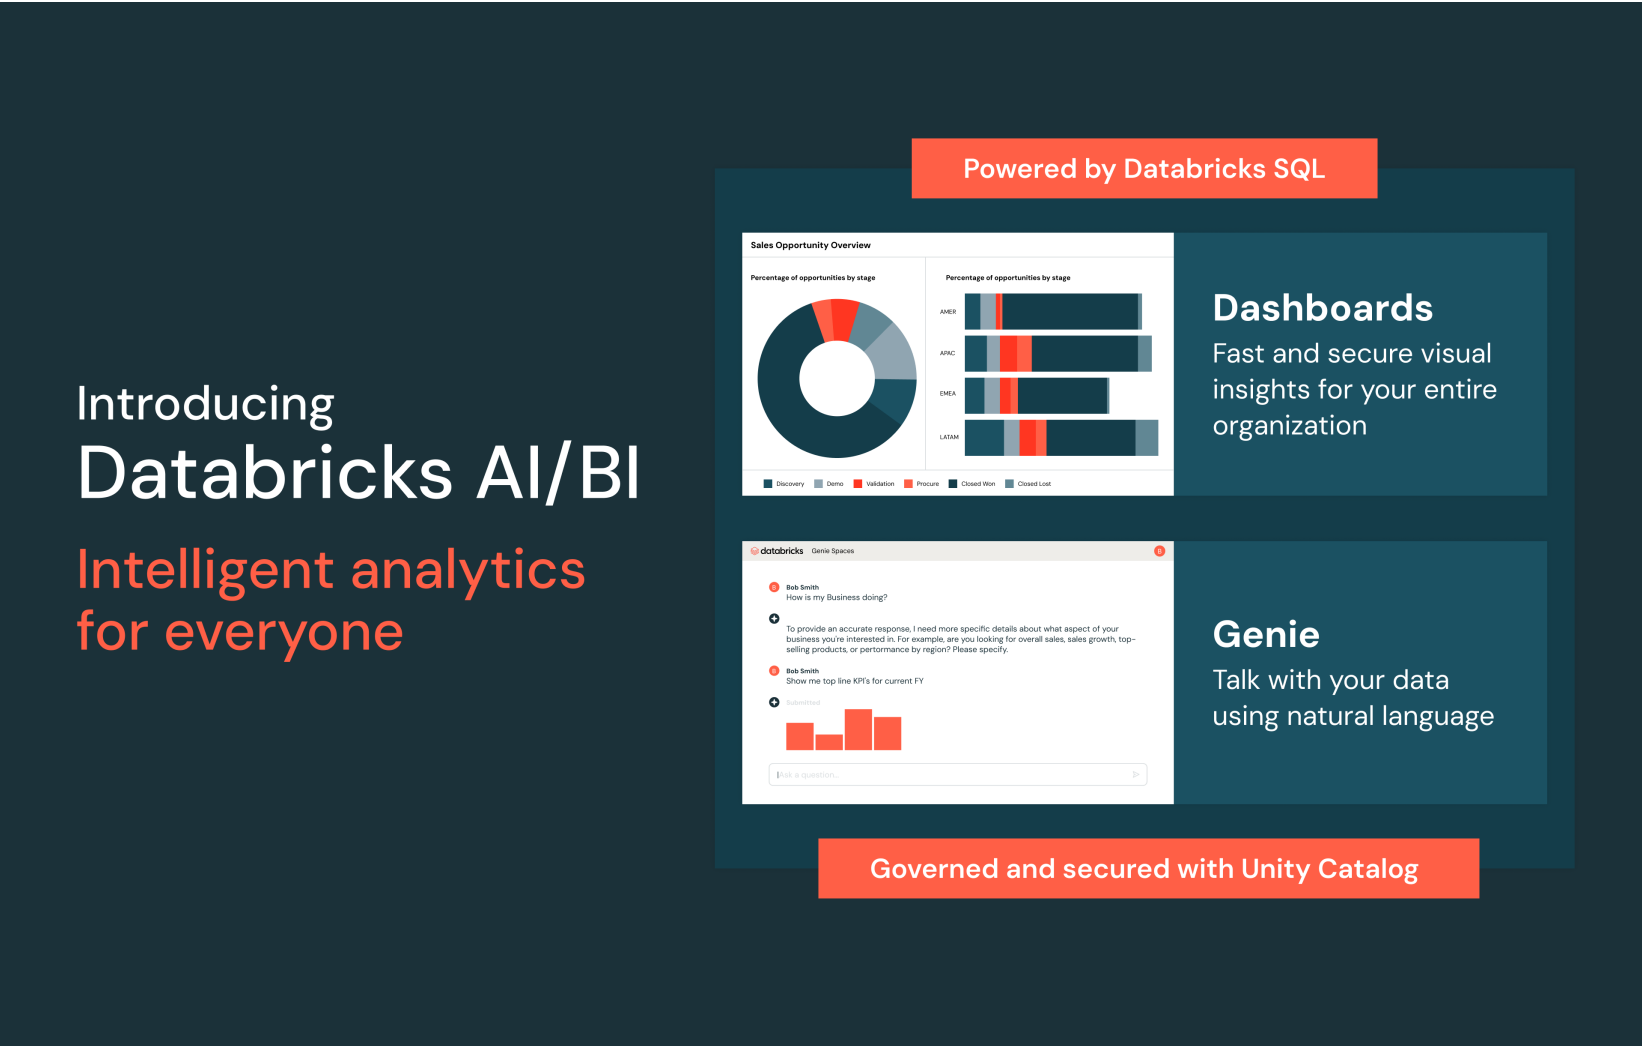 Introducing
Databricks AI/BI
Intelligent analytics
for everyone
Powered by Databricks SQL
Sales Opportunity Overview
Percentage of opportunities by stage
Percentage of opportunities by stage
AMER
APAC
EMEA
LATAM
Discovery Demo Validation Procure Closed Won Closed Lost
Dashboards
Fast and secure visual
insights for your entire
organization
databricks Genie Spaces B
B Bob Smith
How is my Business doing?
To provide an accurate response, I need more specific details about what aspect of your
business you're interested in. For example, are you looking for overall sales, sales growth, top-
selling products, or pertormance by region? Please specify.
B Bob Smith
Show me top line KPI's for current FY
Submitted
Ask a question...
Genie
Talk with your data
using natural language
Governed and secured with Unity Catalog